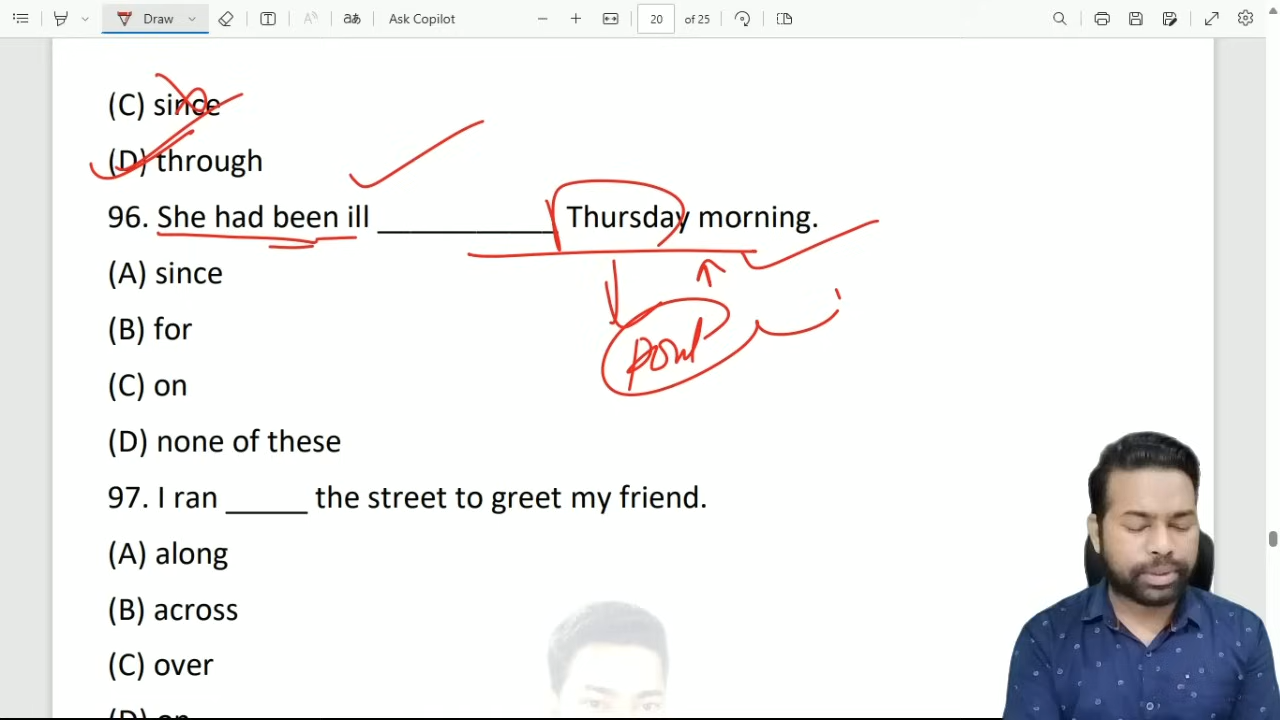 Draw
Ask Copilot
20 of 25
(C) since
(D) through
96. She had been ill ____________ Thursday morning.
point
(A) since
(B) for
(C) on
(D) none of these
97. I ran ______ the street to greet my friend.
(A) along
(B) across
(C) over
(D) on